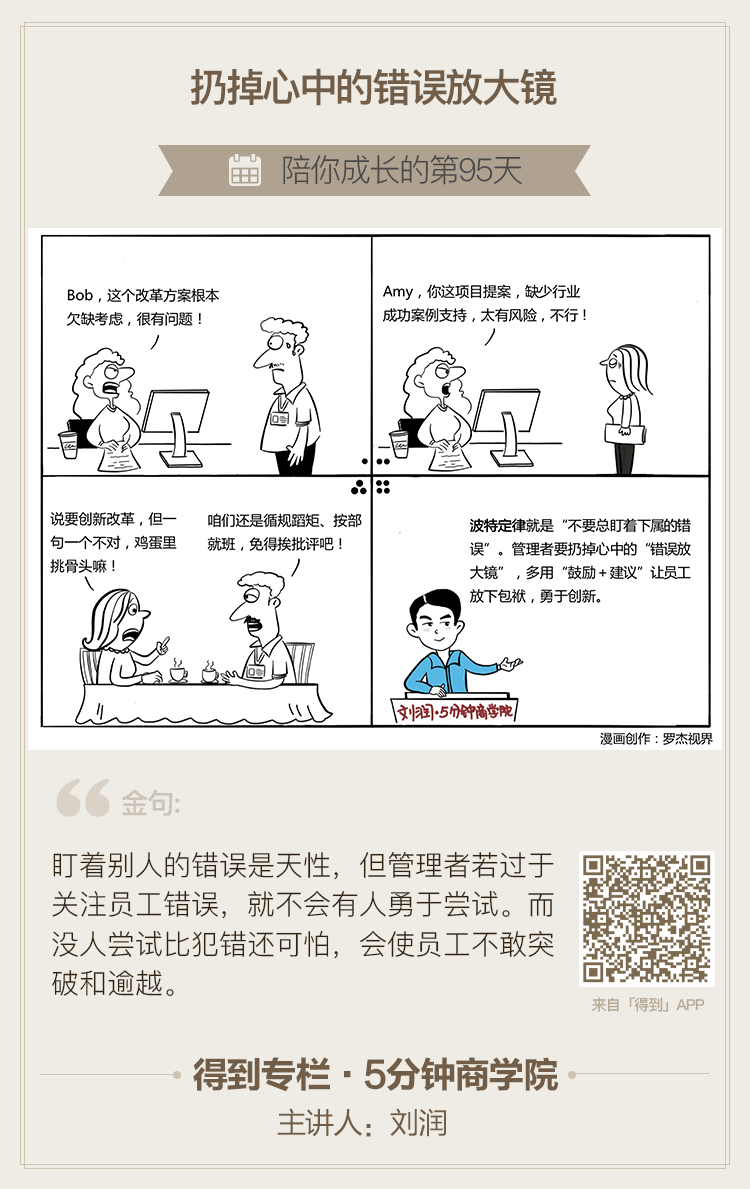 扔掉心中的错误放大镜
陪你成长的第95天
Bob，这个改革方案根本
欠缺考虑，很有问题！
Amy，你这项目提案，缺少行业
成功案例支持，太有风险，不行！
说要创新改革，但一
句一个不对，鸡蛋里
挑骨头嘛！
咱们还是循规蹈矩、按部
就班，免得挨批评吧！
波特定律就是“不要总盯着下属的错
误”。管理者要扔掉心中的“错误放
大镜”，多用“鼓励+建议”让员工
放下包袱，勇于创新。
刘润·5分钟商学院
漫画创作：罗杰视界
金句:
盯着别人的错误是天性，但管理者若过于
关注员工错误，就不会有人勇于尝试。而
没人尝试比犯错还可怕，会使员工不敢突
破和逾越。
来自「得到」APP
得到专栏·5分钟商学院
主讲人：刘润